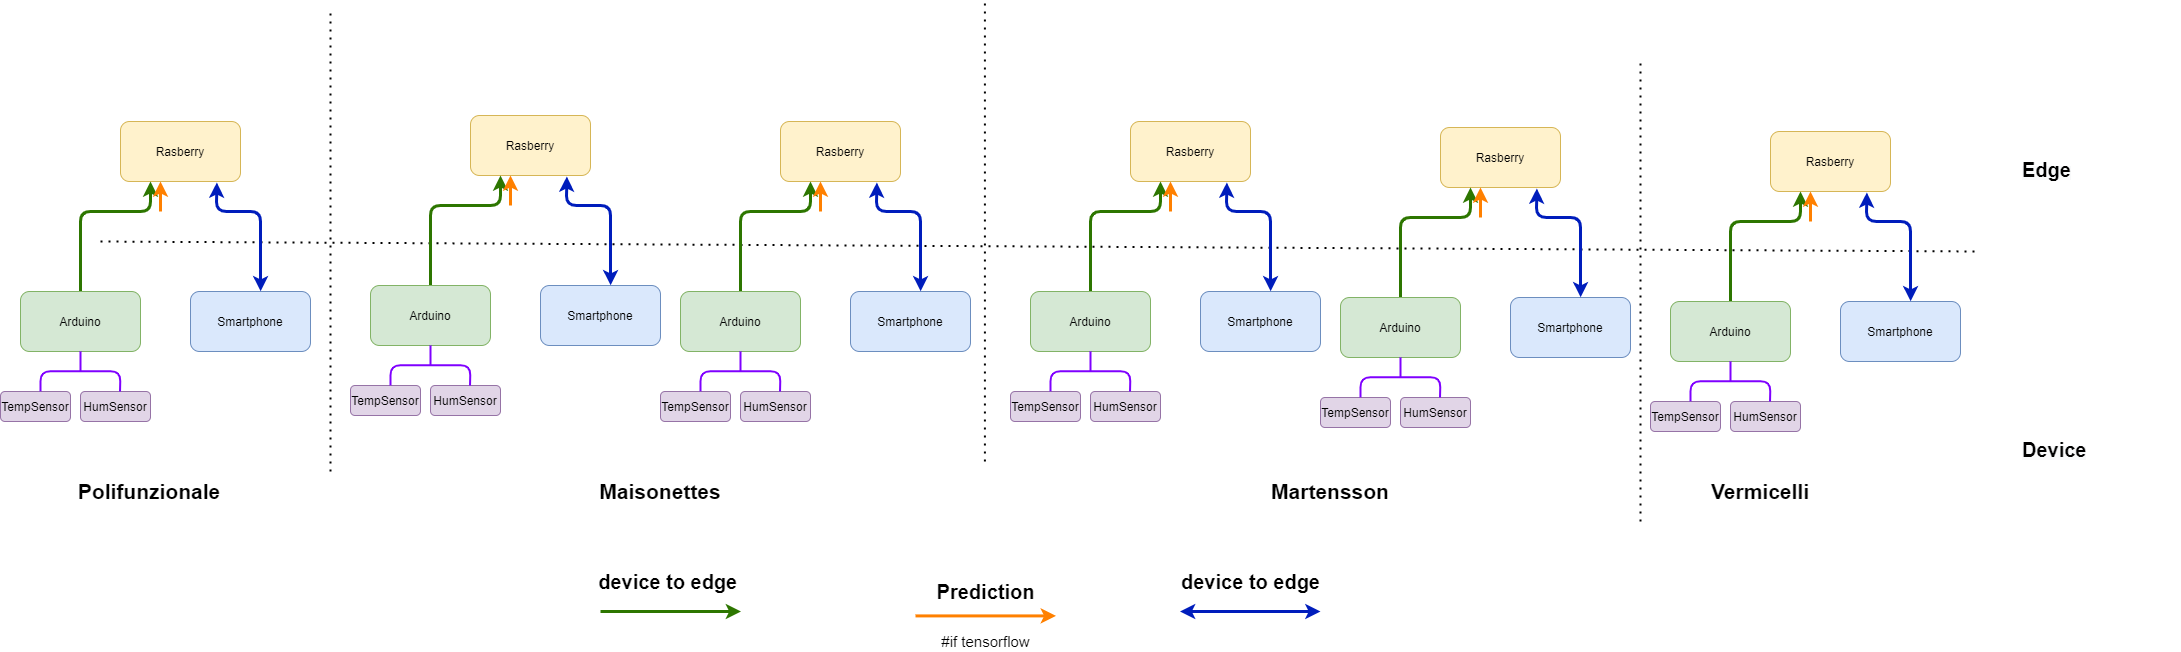 Rasberry
Rasberry
Rasberry
Rasberry
Rasberry
Rasberry
Edge
Arduino
Smartphone
Arduino
Smartphone
Arduino
Smartphone
Arduino
Smartphone
Arduino
Smartphone
Arduino
Smartphone
TempSensor
HumSensor
TempSensor
HumSensor
TempSensor
HumSensor
TempSensor
HumSensor
TempSensor
HumSensor
TempSensor
HumSensor
Device
Polifunzionale
Maisonettes
Martensson
Vermicelli
device to edge
Prediction
#if tensorflow
device to edge